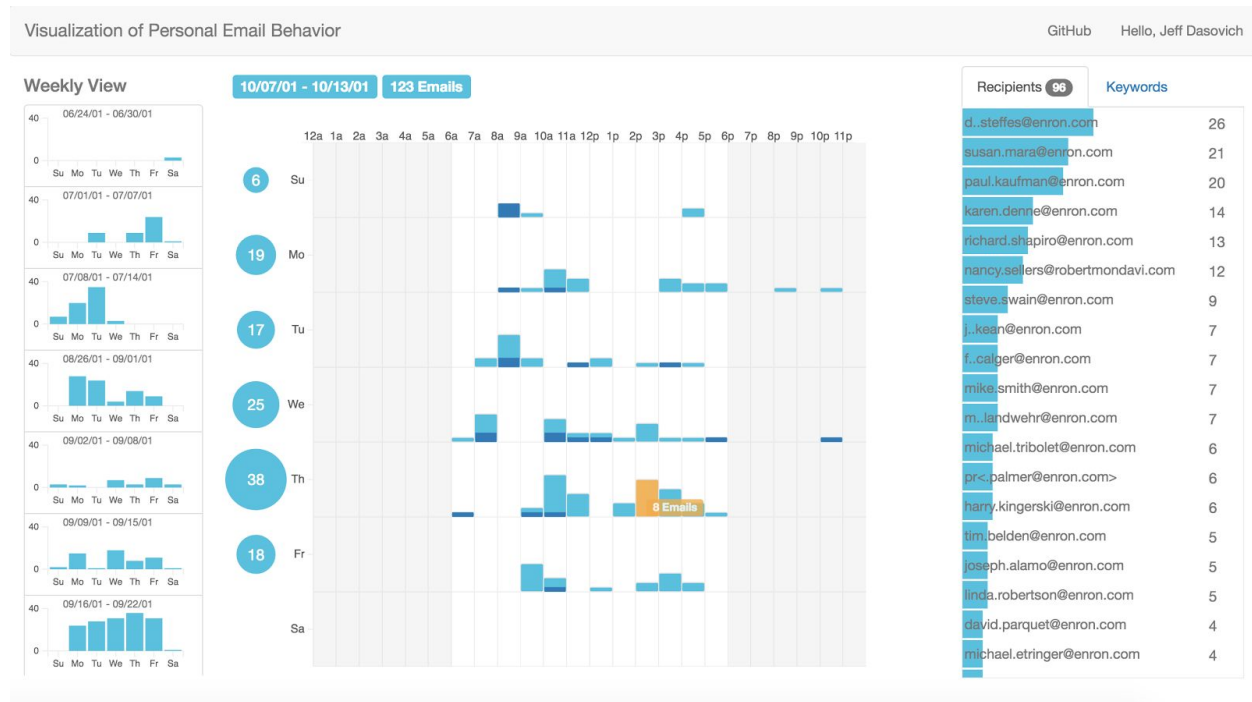 Visualization of Personal Email Behavior
GitHub Hello, Jeff Dasovich
Weekly View
06/24/01 - 06/30/01
40
0
Su Mo Tu We Th Fr Sa
07/01/01 - 07/07/01
40
0
Su Mo Tu We Th Fr Sa
07/08/01 - 07/14/01
40
0
Su Mo Tu We Th Fr Sa
08/26/01 - 09/01/01
40
0
Su Mo Tu We Th Fr Sa
09/02/01 - 09/08/01
40
0
Su Mo Tu We Th Fr Sa
09/09/01 - 09/15/01
40
0
Su Mo Tu We Th Fr Sa
09/16/01 - 09/22/01
40
0
Su Mo Tu We Th Fr Sa
10/07/01 - 10/13/01 123 Emails
12a 1a 2a 3a 4a 5a 6a 7a 8a 9a 10a 11a 12p 1p 2p 3p 4p 5p 6p 7p 8p 9p 10p 11p
6 Su
19 Mo
17 Tu
25 We
38 Th
8 Emails
18 Fr
Sa
Recipients 96 Keywords
d..steffes@enron.com 26
susan.mara@enron.com 21
paul.kaufman@enron.com 20
karen.denne@enron.com 14
richard.shapiro@enron.com 13
nancy.sellers@robertmondavi.com 12
steve.swain@enron.com 9
j..kean@enron.com 7
f..calger@enron.com 7
mike.smith@enron.com 7
m..landwehr@enron.com 7
michael.tribolet@enron.com 6
pr<.palmer@enron.com> 6
harry.kingerski@enron.com 6
tim.belden@enron.com 5
joseph.alamo@enron.com 5
linda.robertson@enron.com 5
david.parquet@enron.com 4
michael.etringer@enron.com 4